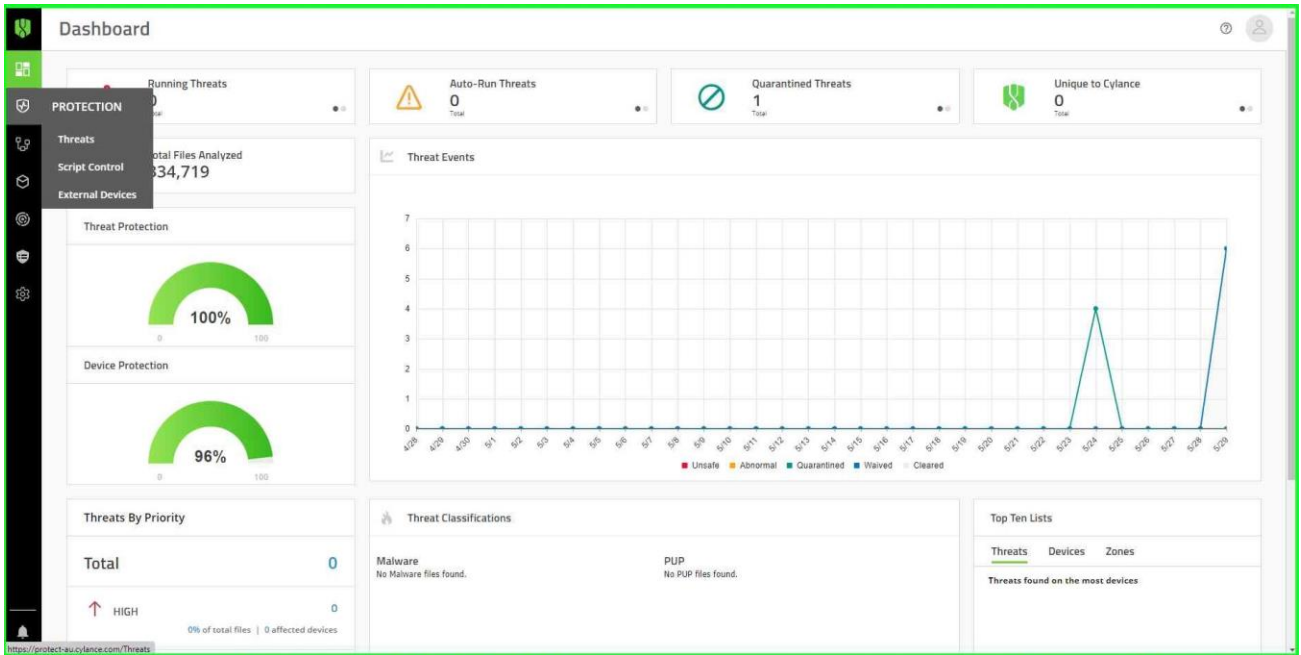 Dashboard
PROTECTION
Threats
Script Control
External Devices
Running Threats
Total
Auto-Run Threats
0
Total
Quarantined Threats
1
Total
Unique to Cylance
0
Total
otal Files Analyzed
334,719
Threat Protection
100%
0 100
Device Protection
96%
0 100
Threat Events
7
6
5
4
3
2
1
0
4/28 4/29 4/30 5/1 5/2 5/3 5/4 5/5 5/6 5/7 5/8 5/9 5/10 5/11 5/12 5/13 5/14 5/15 5/16 5/17 5/18 5/19 5/20 5/21 5/22 5/23 5/24 5/25 5/26 5/27 5/28 5/29
Unsafe Abnormal Quarantined Waived Cleared
Threats By Priority
Total 0
HIGH 0
0% of total files | 0 affected devices
Threat Classifications
Malware
No Malware files found.
PUP
No PUP files found.
Top Ten Lists
Threats Devices Zones
Threats found on the most devices
https://protect-au.cylance.com/Threats